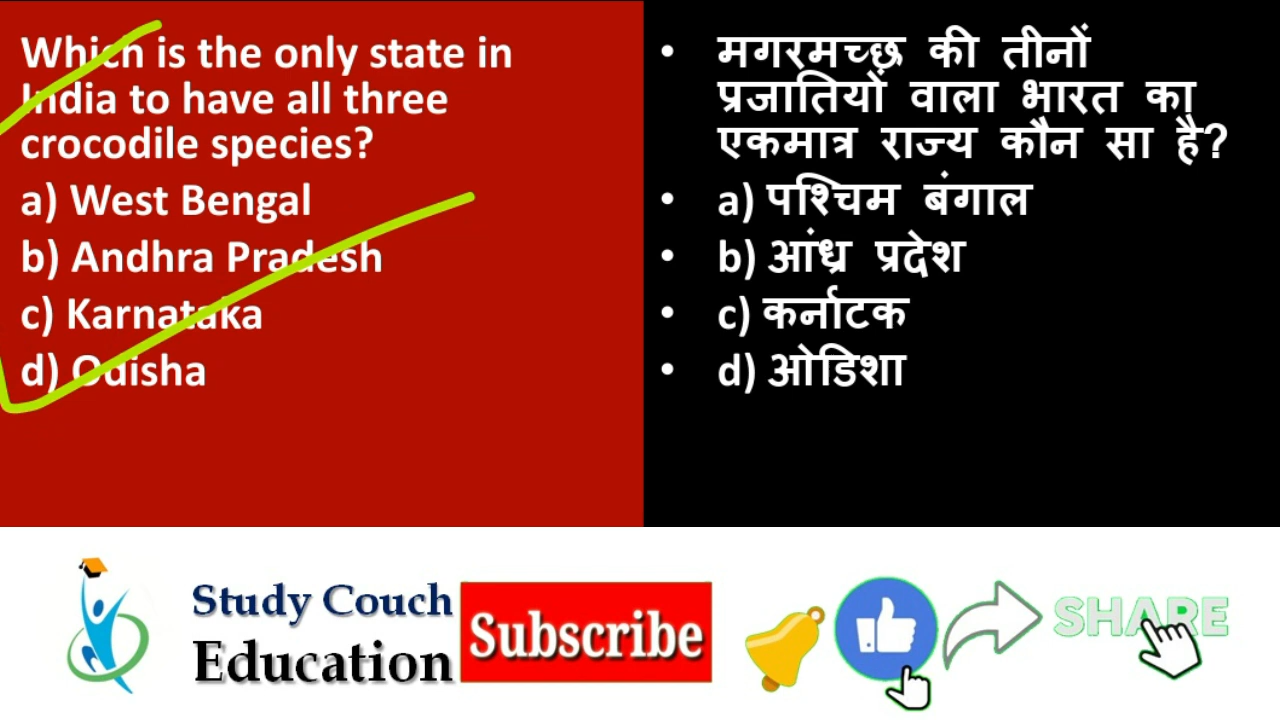 Which is the only state in
India to have all three
crocodile species?
a) West Bengal
b) Andhra Pradesh
c) Karnataka
d) Odisha
• मगरमच्छ की तीनों
प्रजातियों वाला भारत का
एकमात्र राज्य कौन सा है?
• a) पश्चिम बंगाल
• b) आंध्र प्रदेश
• c) कर्नाटक
• d) ओडिशा
Study Couch
Education
Subscribe
SHARE